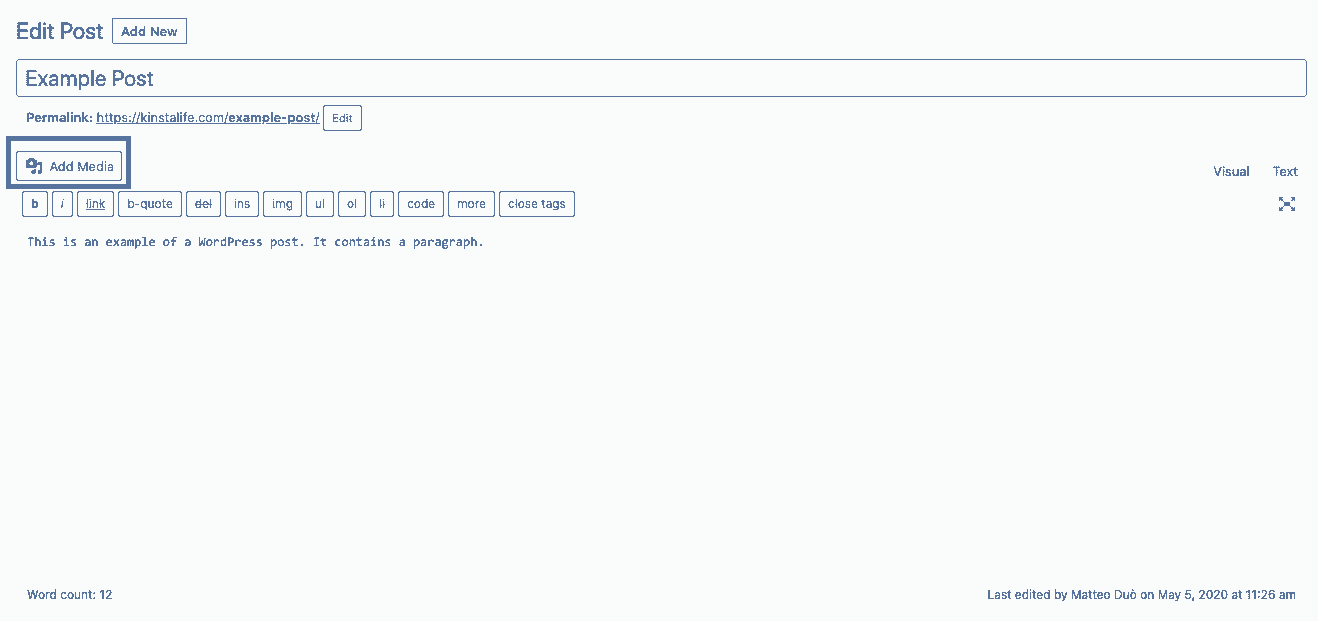 Edit Post Add New
Example Post
Permalink: https://kinstalife.com/example-post/ Edit
Add Media
Visual Text
b i link b-quote del ins img ul ol li code more close tags
This is an example of a WordPress post. It contains a paragraph.
Word count: 12
Last edited by Matteo Duò on May 5, 2020 at 11:26 am